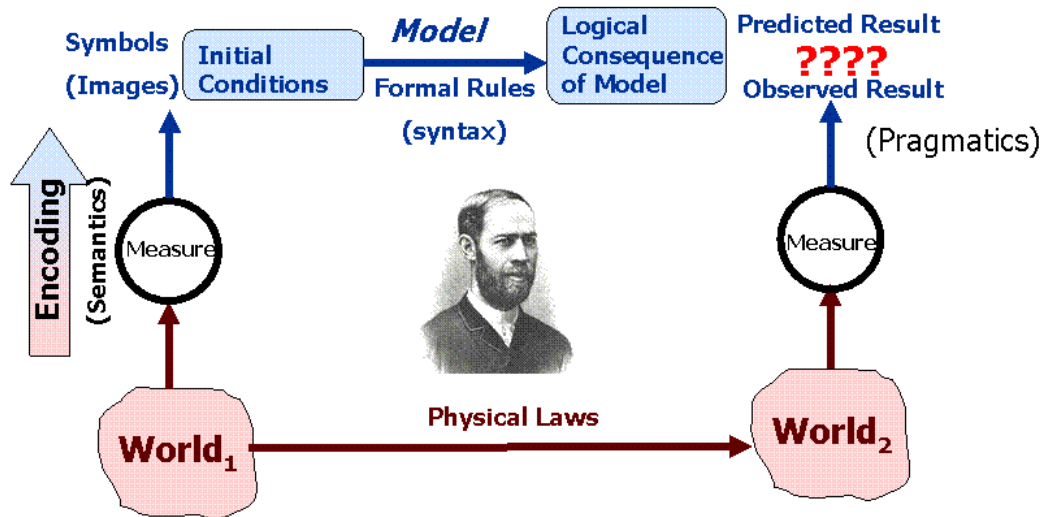 Symbols
(Images)
Initial
Conditions
Model
Formal Rules
(syntax)
Logical
Consequence
of Model
Predicted Result
????
Observed Result
(Pragmatics)
Encoding
(Semantics)
Measure
Measure
Physical Laws
World1
World2